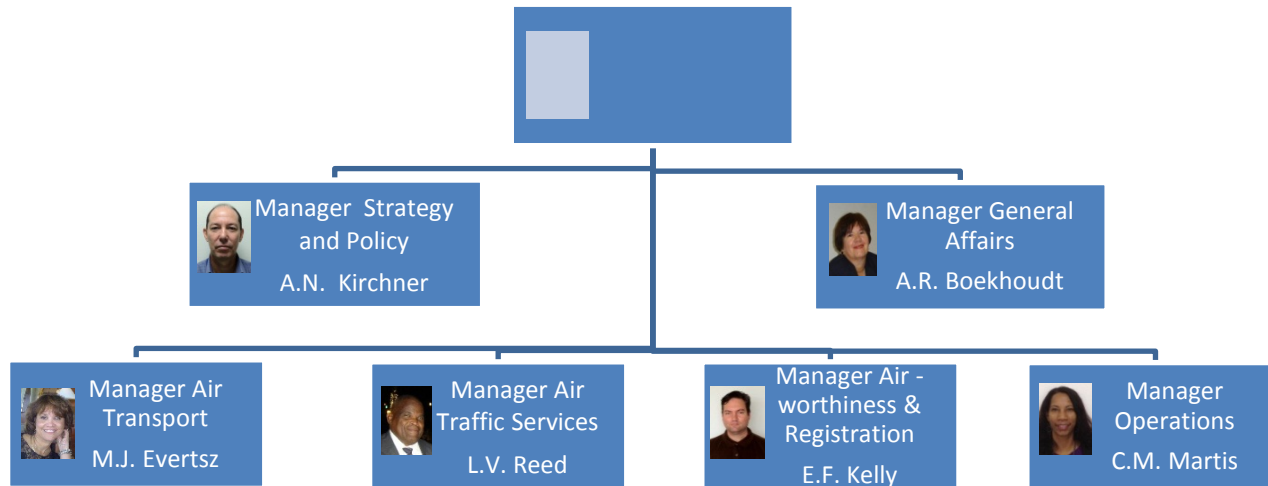 Manager Strategy
and Policy
A.N. Kirchner
Manager General
Affairs
A.R. Boekhoudt
Manager Air
Transport
M.J. Evertsz
Manager Air
Traffic Services
L.V. Reed
Manager Air -
worthiness &
Registration
E.F. Kelly
Manager
Operations
C.M. Martis